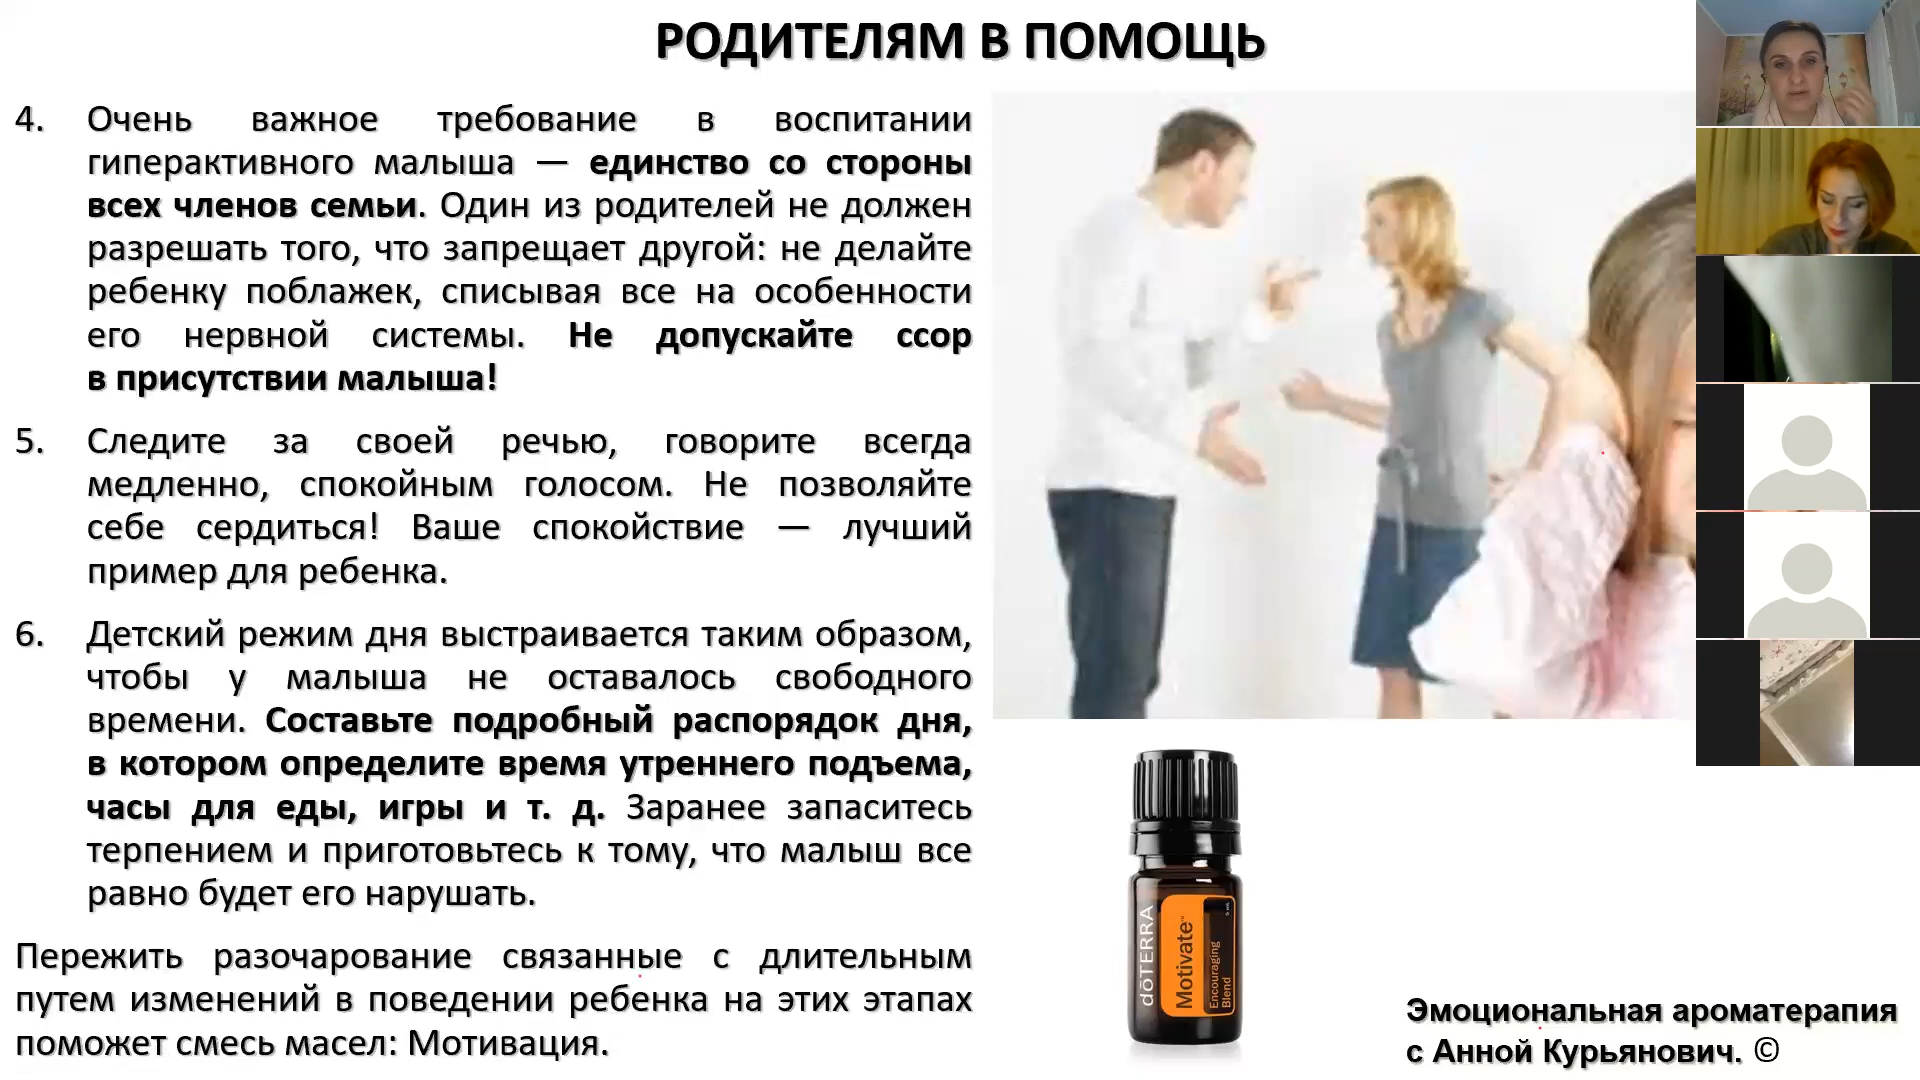 РОДИТЕЛЯМ В ПОМОЩЬ
4. Очень важное требование в воспитании
гиперактивного малыша — единство со стороны
всех членов семьи. Один из родителей не должен
разрешать того, что запрещает другой: не делайте
ребенку поблажек, списывая все на особенности
его нервной системы. Не допускайте ссор
в присутствии малыша!
5. Следите за своей речью, говорите всегда
медленно, спокойным голосом. Не позволяйте
себе сердиться! Ваше спокойствие — лучший
пример для ребенка.
6. Детский режим дня выстраивается таким образом,
чтобы у малыша не оставалось свободного
времени. Составьте подробный распорядок дня,
в котором определите время утреннего подъема,
часы для еды, игры и т. д. Заранее запаситесь
терпением и приготовьтесь к тому, что малыш все
равно будет его нарушать.
Пережить разочарование связанные с длительным
путем изменений в поведении ребенка на этих этапах
поможет смесь масел: Мотивация.
dōTERRA
Motivate™
Encouraging
Blend
5 mL
Эмоциональная ароматерапия
с Анной Курьянович. ©